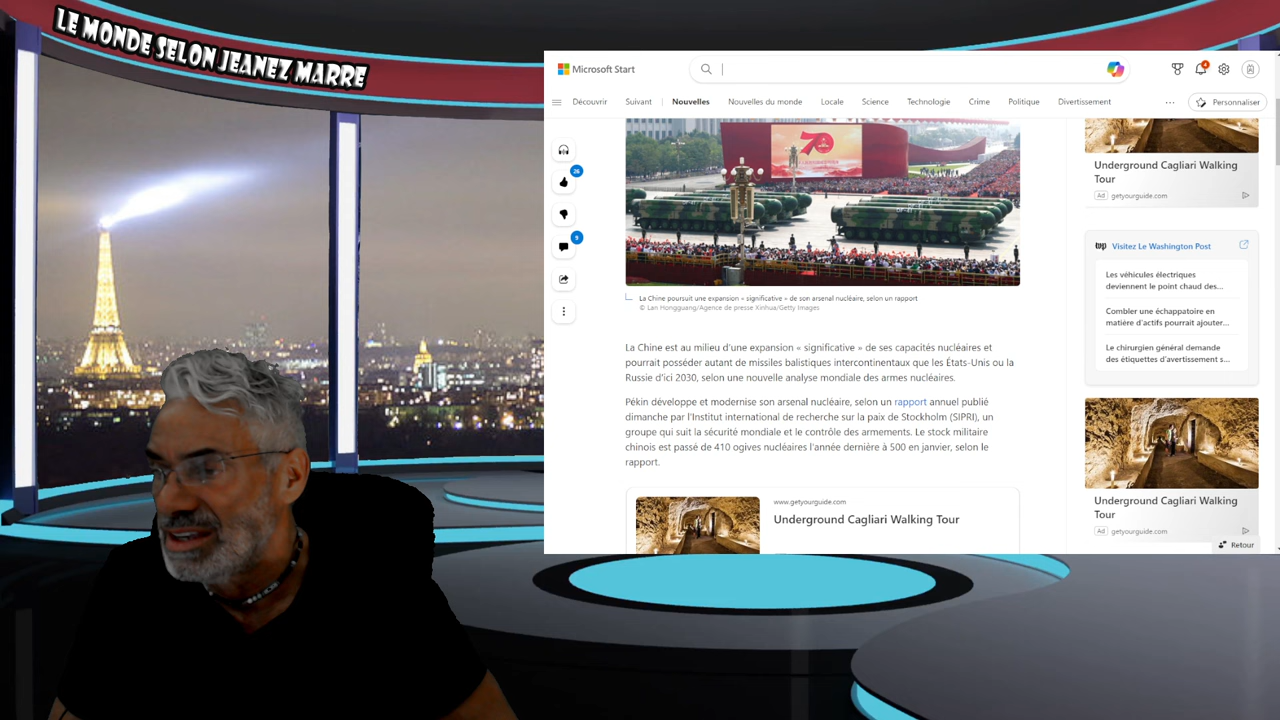 LE MONDE SELON JEANEZ MARRE
Microsoft Start
4
Découvrir
Suivant
Nouvelles
Nouvelles du monde
Locale
Science
Technologie
Crime
Politique
Divertissement
...
Personnaliser
70
26
9
La Chine poursuit une expansion « significative » de son arsenal nucléaire, selon un rapport
© Lan Hongguang/Agence de presse Xinhua/Getty Images
La Chine est au milieu d'une expansion « significative » de ses capacités nucléaires et
pourrait posséder autant de missiles balistiques intercontinentaux que les États-Unis ou la
Russie d'ici 2030, selon une nouvelle analyse mondiale des armes nucléaires.
Pékin développe et modernise son arsenal nucléaire, selon un rapport annuel publié
dimanche par l'Institut international de recherche sur la paix de Stockholm (SIPRI), un
groupe qui suit la sécurité mondiale et le contrôle des armements. Le stock militaire
chinois est passé de 410 ogives nucléaires l'année dernière à 500 en janvier, selon le
rapport.
www.getyourguide.com
Underground Cagliari Walking Tour
Underground Cagliari Walking
Tour
Ad getyourguide.com
wp Visitez Le Washington Post
Les véhicules électriques
deviennent le point chaud des...
Combler une échappatoire en
matière d'actifs pourrait ajouter...
Le chirurgien général demande
des étiquettes d'avertissement s...
Underground Cagliari Walking
Tour
Ad getyourguide.com
Retour